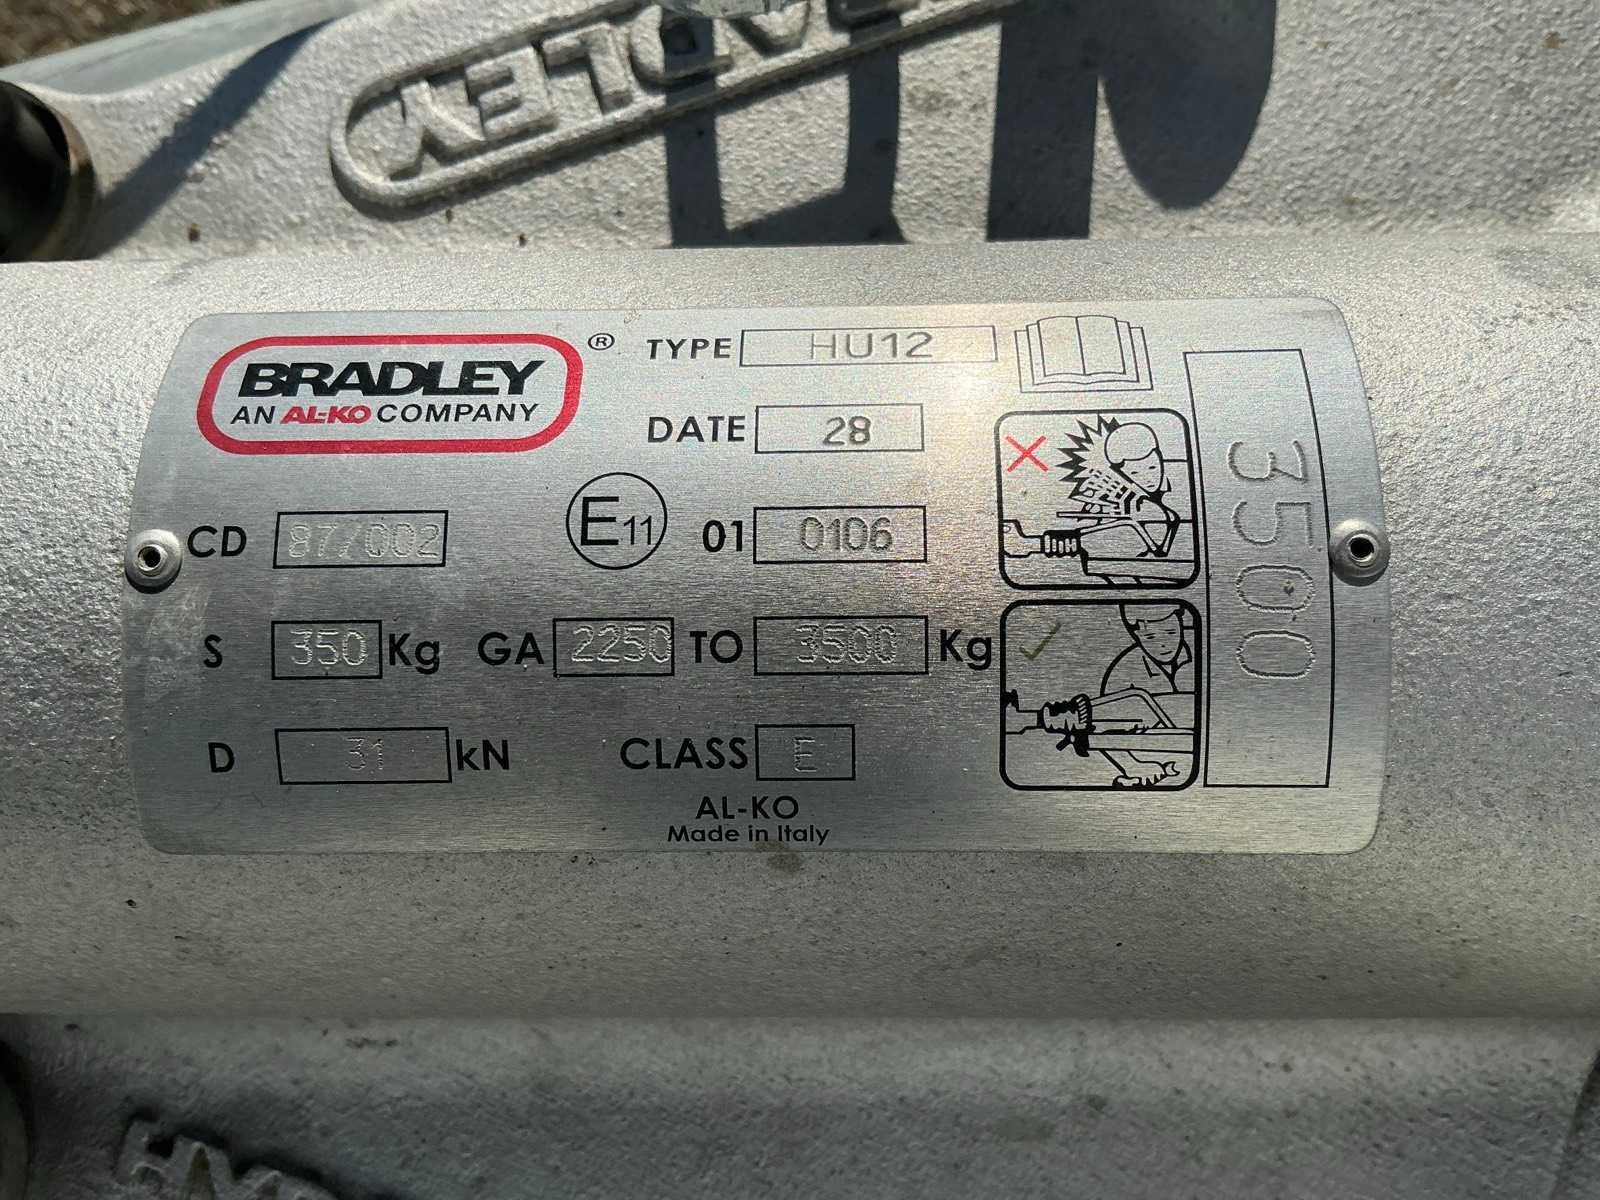 BRADLEY
BRADLEY ®
AN AL-KO COMPANY
TYPE HU12
DATE 28
CD 87/002
E11 01 0106
S 350 Kg GA 2250 TO 3500 Kg
D 31 kN CLASS E
AL-KO
Made in Italy
3500